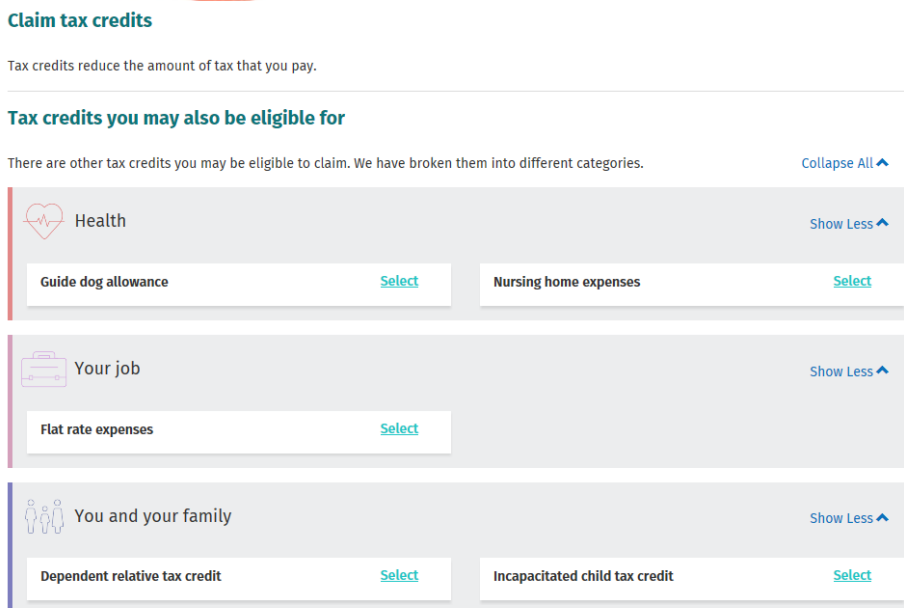 Claim tax credits
Tax credits reduce the amount of tax that you pay.
Tax credits you may also be eligible for
There are other tax credits you may be eligible to claim. We have broken them into different categories. Collapse All
Health Show Less
Guide dog allowance Select Nursing home expenses Select
Your job Show Less
Flat rate expenses Select
You and your family Show Less
Dependent relative tax credit Select Incapacitated child tax credit Select